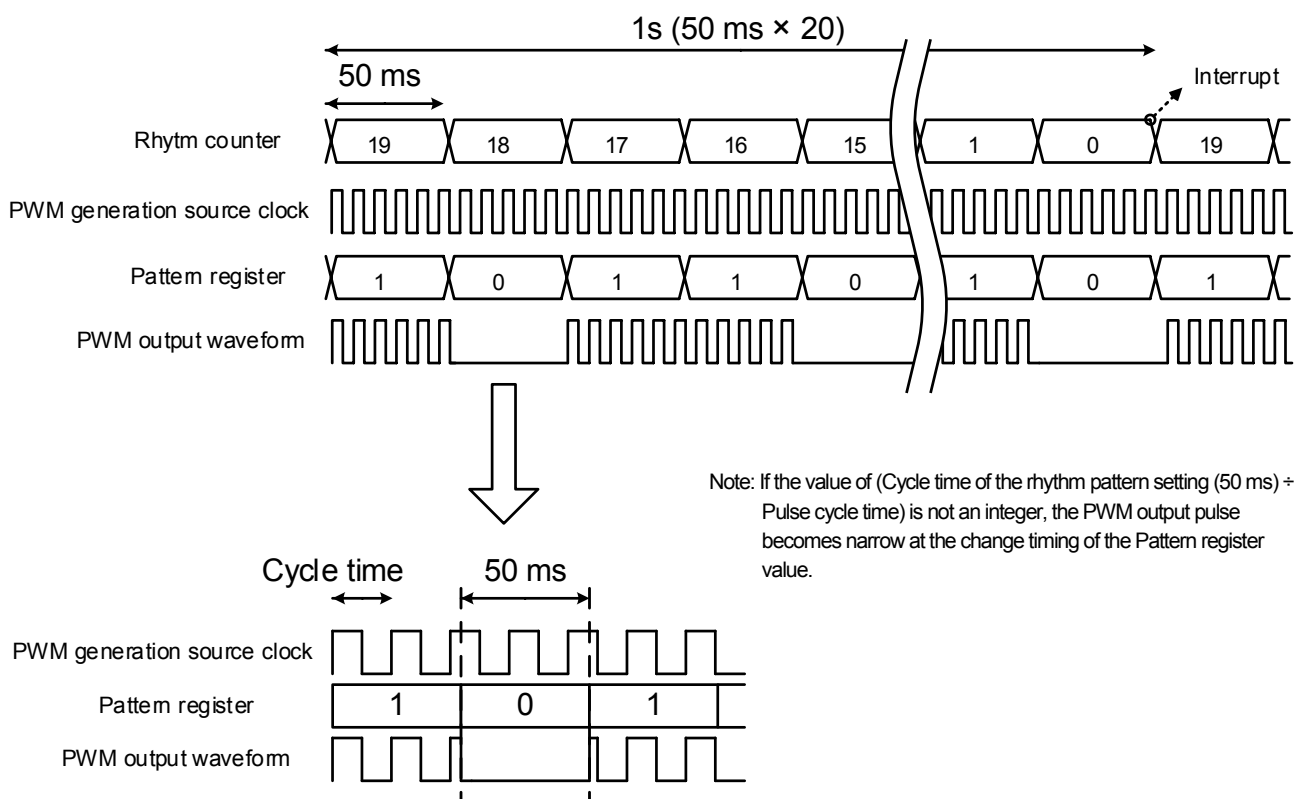 1s (50 ms × 20)
50 ms
Interrupt
Rhytm counter
19 18 17 16 15 1 0 19
PWM generation source clock
Pattern register
1 0 1 1 0 1 0 1
PWM output waveform
Note: If the value of (Cycle time of the rhythm pattern setting (50 ms) ÷
Pulse cycle time) is not an integer, the PWM output pulse
becomes narrow at the change timing of the Pattern register
value.
Cycle time 50 ms
PWM generation source clock
Pattern register
1 0 1
PWM output waveform